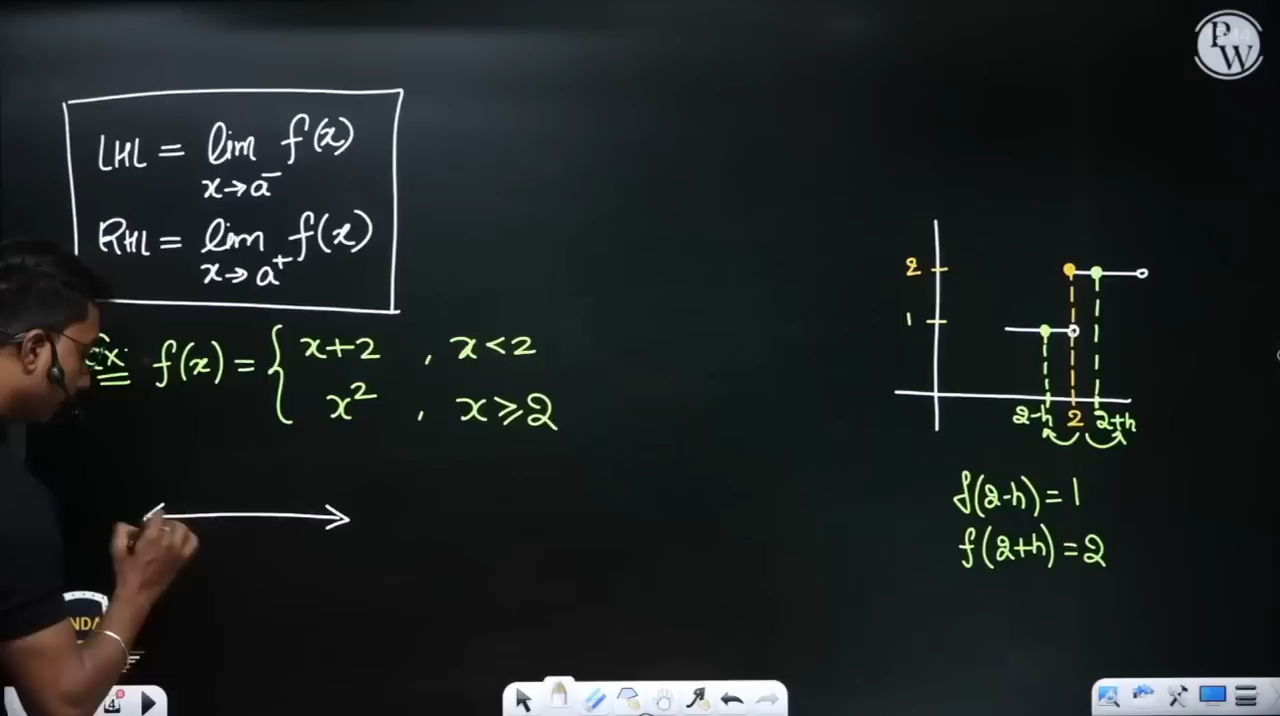 PW
LHL = lim f(x)
x→a⁻
RHL = lim f(x)
x→a⁺
Ex: f(x) = { x+2 , x<2
x² , x≥2
2
1
2-h 2 2+h
f(2-h) = 1
f(2+h) = 2